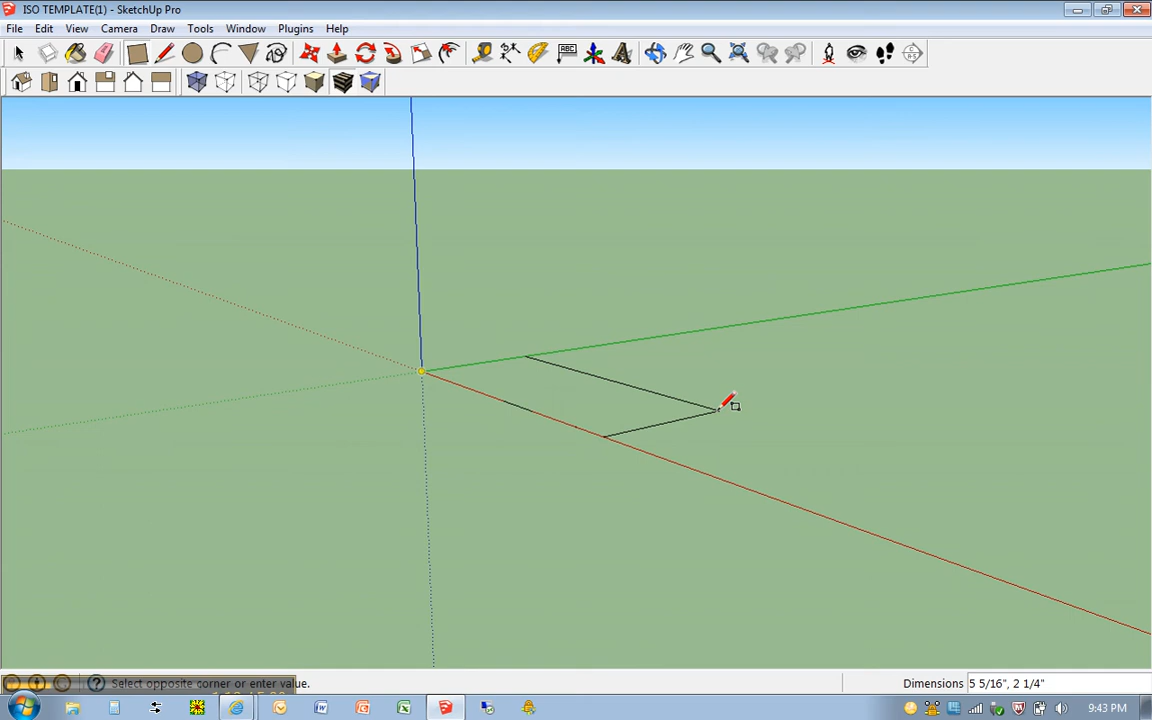 ISO TEMPLATE(1) - SketchUp Pro
File Edit View Camera Draw Tools Window Plugins Help
ABC
Select opposite corner or enter value.
Dimensions 5 5/16", 2 1/4"
9:43 PM